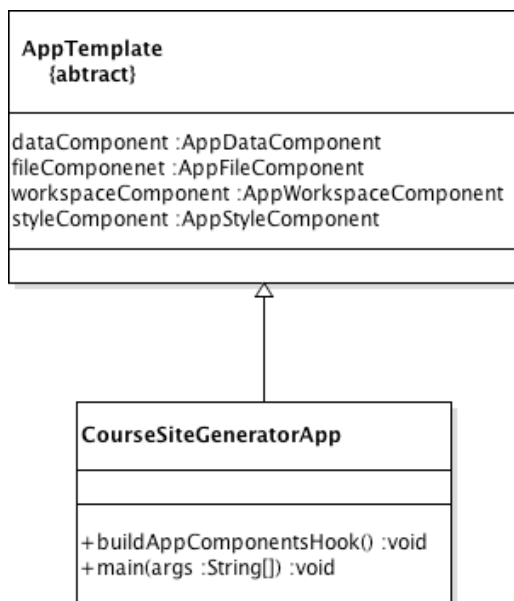 AppTemplate
{abtract}
dataComponent :AppDataComponent
fileComponenet :AppFileComponent
workspaceComponent :AppWorkspaceComponent
styleComponent :AppStyleComponent
CourseSiteGeneratorApp
+buildAppComponentsHook() :void
+main(args :String[]) :void